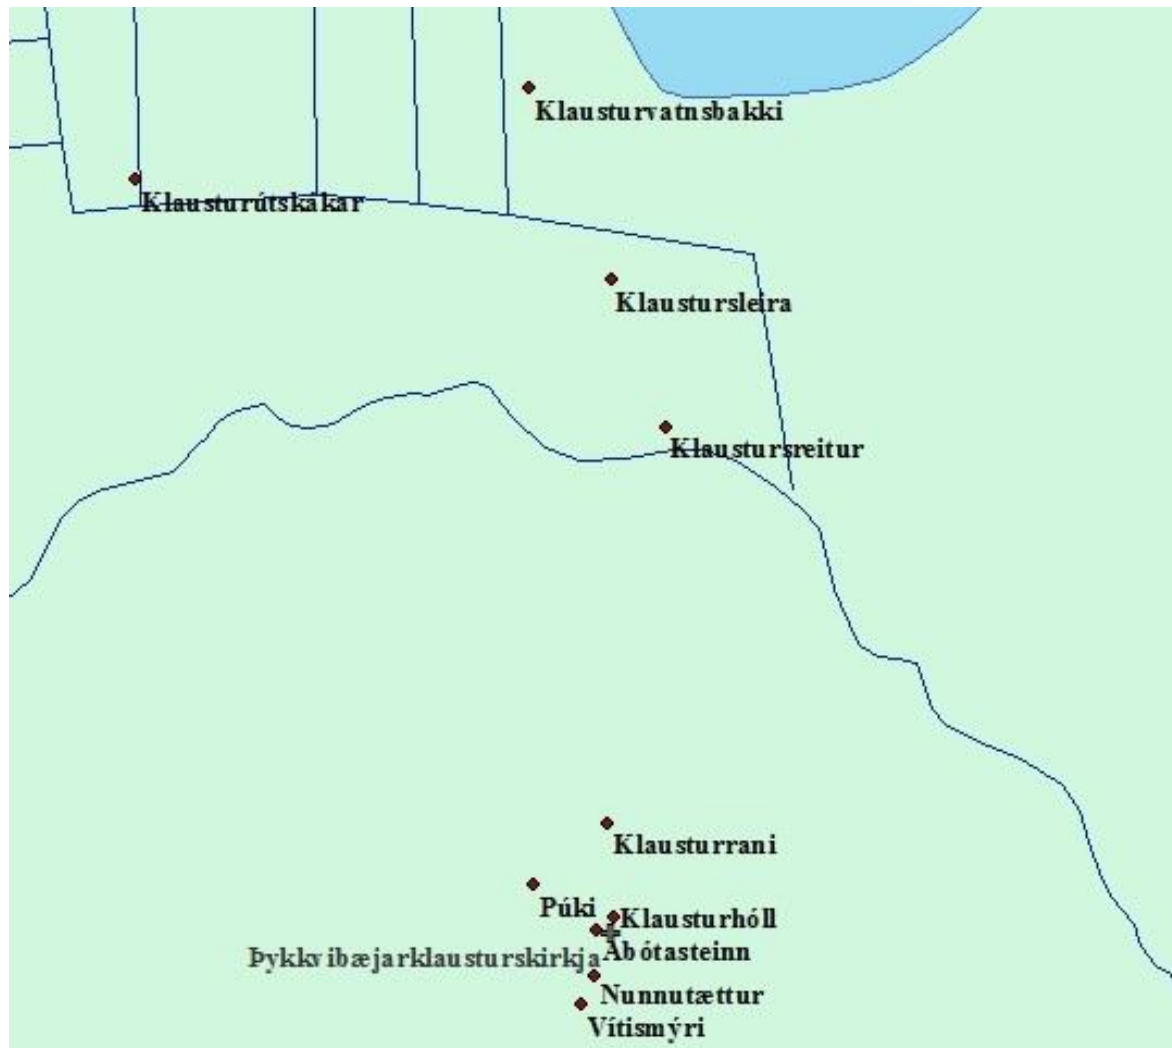 Klausturvatnsbakki
Klausturútskákar
Klaustursleira
Klaustursreitur
Klausturrani
Púki
Klausturhóll
Ábótasteinn
Þykkvibæjarklausturskirkja
Nunnutættur
Vítismýri